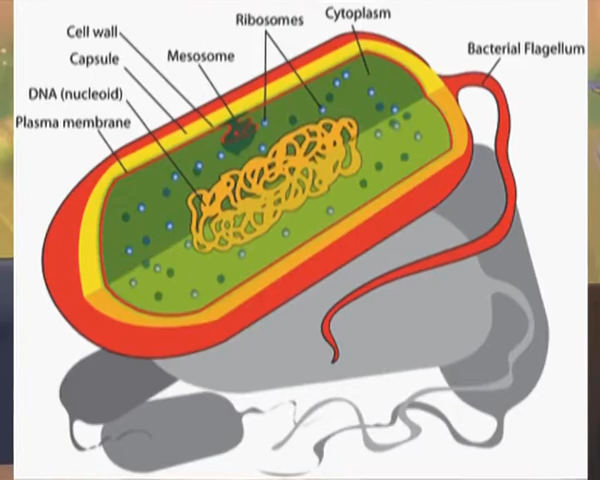 Cytoplasm
Ribosomes
Cell wall
Bacterial Flagellum
Capsule
Mesosome
DNA (nucleoid)
Plasma membrane